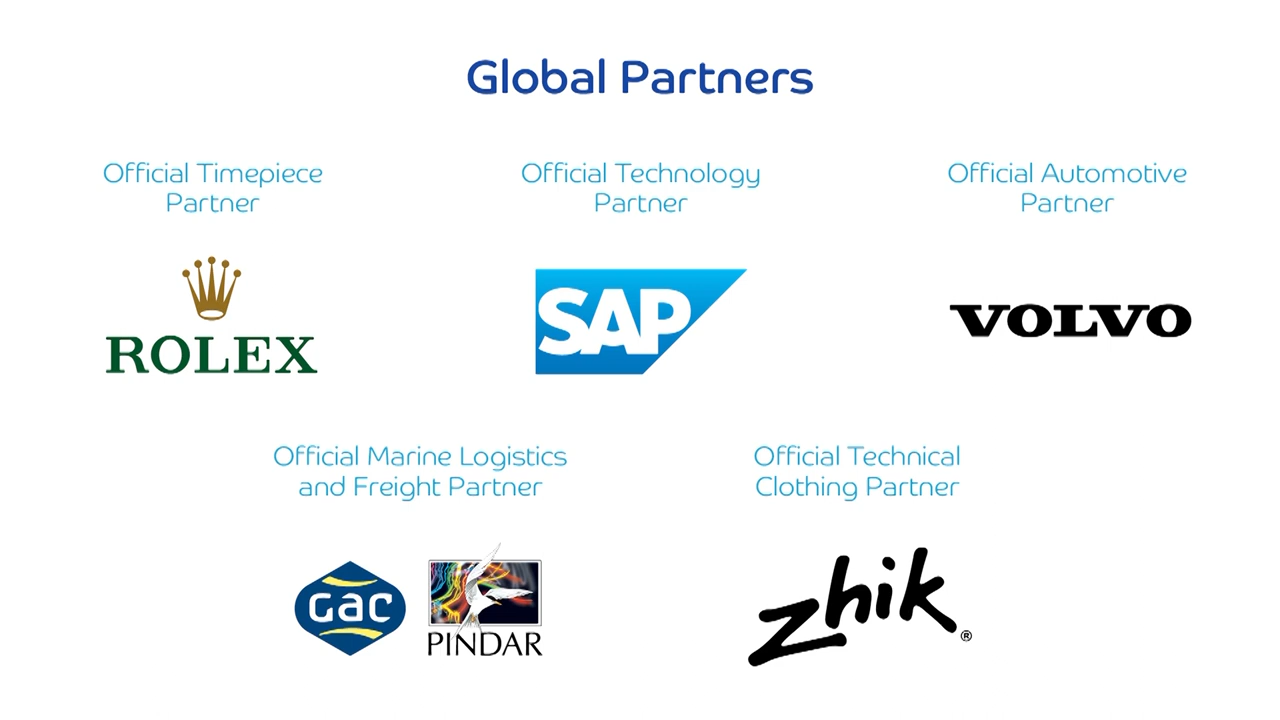 Global Partners
Official Timepiece
Partner
Official Technology
Partner
Official Automotive
Partner
ROLEX
SAP
VOLVO
Official Marine Logistics
and Freight Partner
Official Technical
Clothing Partner
GaC
PINDAR
zhik®